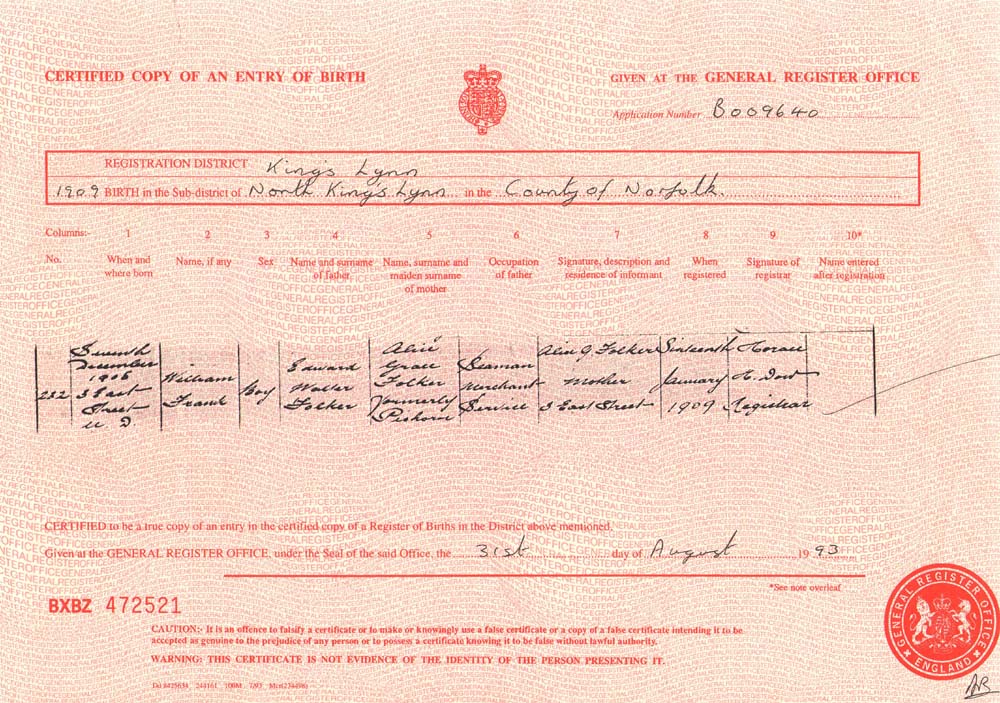 CERTIFIED COPY OF AN ENTRY OF BIRTH
GIVEN AT THE GENERAL REGISTER OFFICE
Application Number B009640
REGISTRATION DISTRICT King's Lynn
1909 BIRTH in the Sub-district of North King's Lynn in the County of Norfolk.
Columns:- 1 2 3 4 5 6 7 8 9 10*
No.
When and
where born
Name, if any
Sex
Name and surname
of father
Name, surname and
maiden surname
of mother
Occupation
of father
Signature, description and
residence of informant
When
registered
Signature of
registrar
Name entered
after registration
232
Seventh
December
1908
3 East
Street
William
Frank
Boy
Edward
Walter
Folker
Alice
Grace
Folker
formerly
Seaman
Merchant
Service
Alice G Folker
Mother
3 East Street
Sixteenth
January
1909
Horace
Registrar
CERTIFIED to be a true copy of an entry in the certified copy of a Register of Births in the District above mentioned.
Given at the GENERAL REGISTER OFFICE, under the Seal of the said Office, the 31st day of August 1993
*See note overleaf
BXBZ 472521
CAUTION:- It is an offence to falsify a certificate or to make or knowingly use a false certificate or a copy of a false certificate intending it to be
accepted as genuine to the prejudice of any person or to possess a certificate knowing it to be false without lawful authority.
WARNING: THIS CERTIFICATE IS NOT EVIDENCE OF THE IDENTITY OF THE PERSON PRESENTING IT.
GENERAL REGISTER OFFICE
ENGLAND